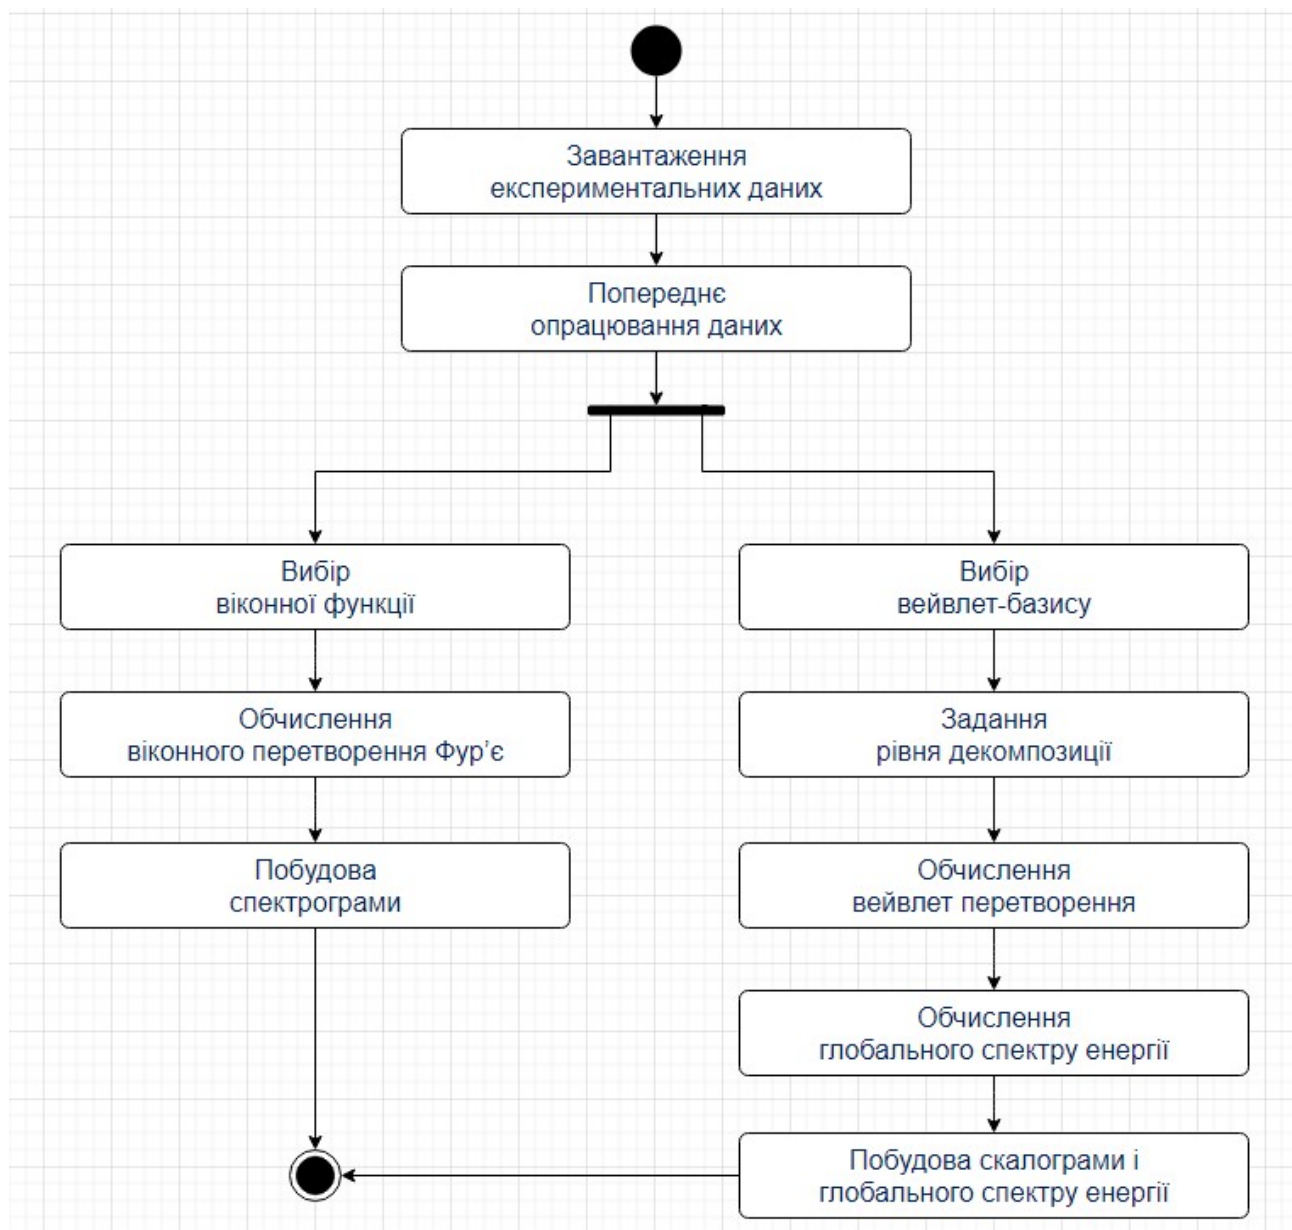 Завантаження
експериментальних даних
Попереднє
опрацювання даних
Вибір
віконної функції
Обчислення
віконного перетворення Фур’є
Побудова
спектрограми
Вибір
вейвлет-базису
Задання
рівня декомпозиції
Обчислення
вейвлет перетворення
Обчислення
глобального спектру енергії
Побудова скалограми і
глобального спектру енергії